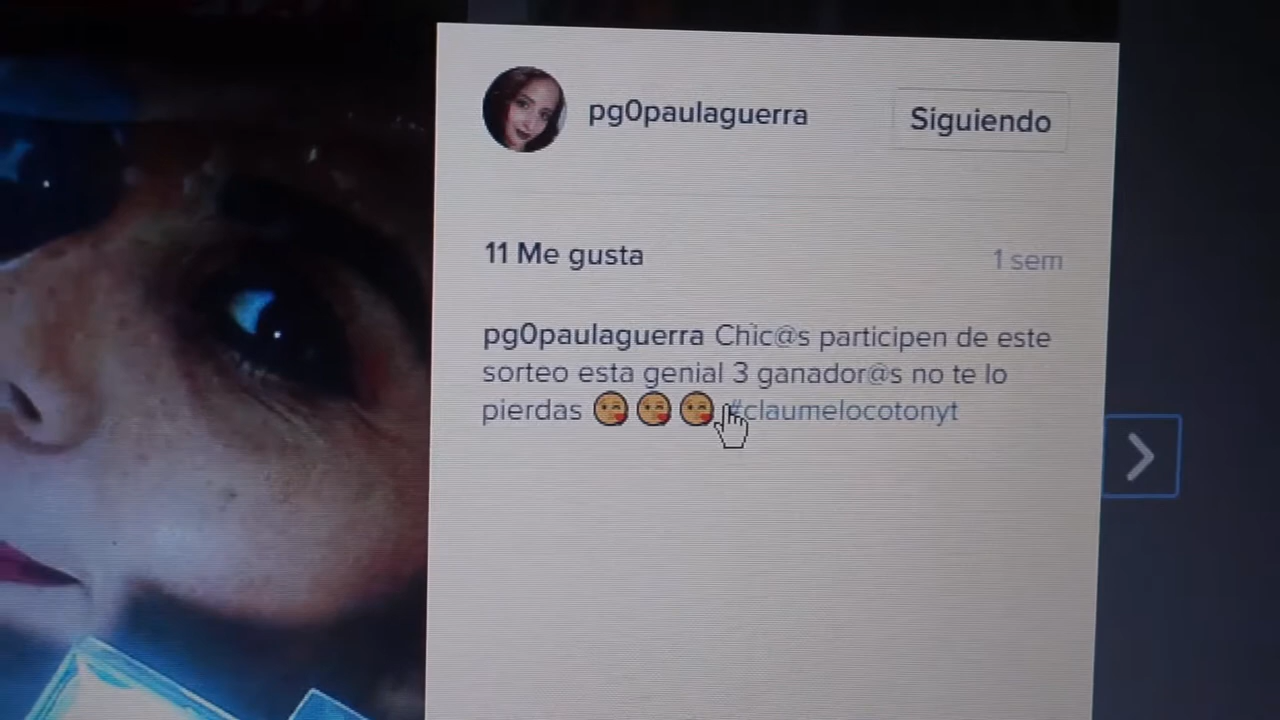 pg0paulaguerra
Siguiendo
11 Me gusta
1 sem
pg0paulaguerra Chic@s participen de este
sorteo esta genial 3 ganador@s no te lo
pierdas 😘😘😘 #claumelocotonyt